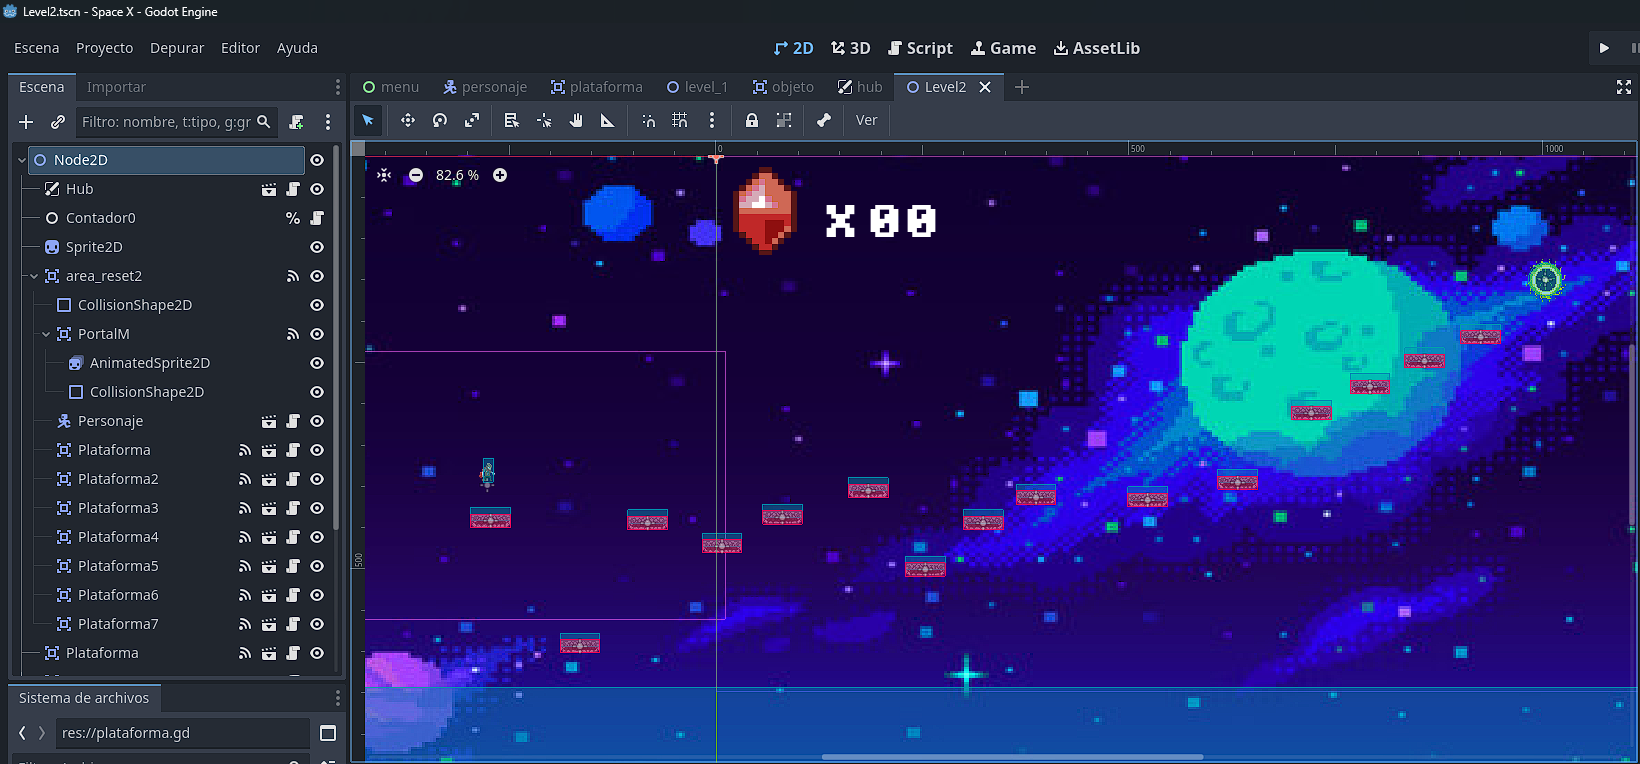 Level2.tscn - Space X - Godot Engine
Escena Proyecto Depurar Editor Ayuda
2D 3D Script Game AssetLib
Escena Importar
menu personaje plataforma level_1 objeto hub Level2
Filtro: nombre, t:tipo, g:gr
Ver
Node2D
Hub
Contador0 %
Sprite2D
area_reset2
CollisionShape2D
PortalM
AnimatedSprite2D
CollisionShape2D
Personaje
Plataforma
Plataforma2
Plataforma3
Plataforma4
Plataforma5
Plataforma6
Plataforma7
Plataforma
Sistema de archivos
res://plataforma.gd
0 500 1000
82.6 %
X 00
500